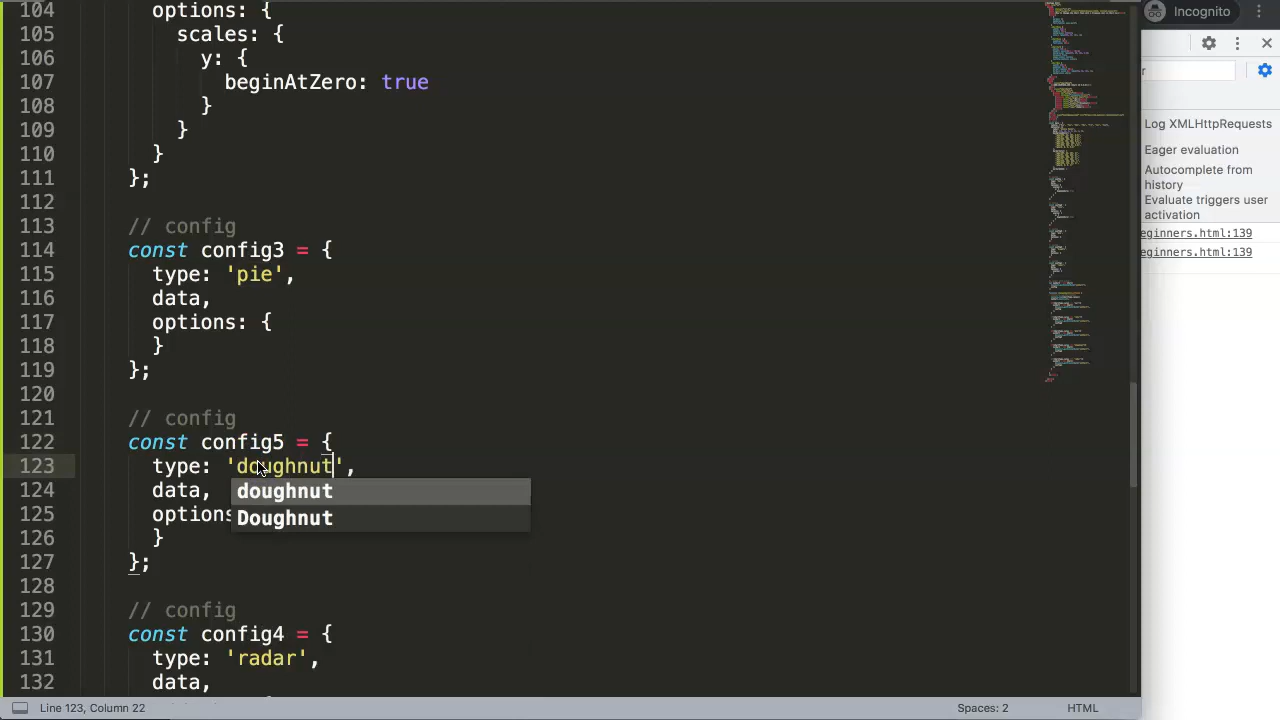 104 options: {
105 scales: {
106 y: {
107 beginAtZero: true
108 }
109 }
110 }
111 };
112
113 // config
114 const config3 = {
115 type: 'pie',
116 data,
117 options: {
118 }
119 };
120
121 // config
122 const config5 = {
123 type: 'doughnut',
124 data, doughnut
125 options Doughnut
126 }
127 };
128
129 // config
130 const config4 = {
131 type: 'radar',
132 data,
Line 123, Column 22
Spaces: 2
HTML
Incognito
r
Log XMLHttpRequests
Eager evaluation
Autocomplete from
history
Evaluate triggers user
activation
eginners.html:139
eginners.html:139